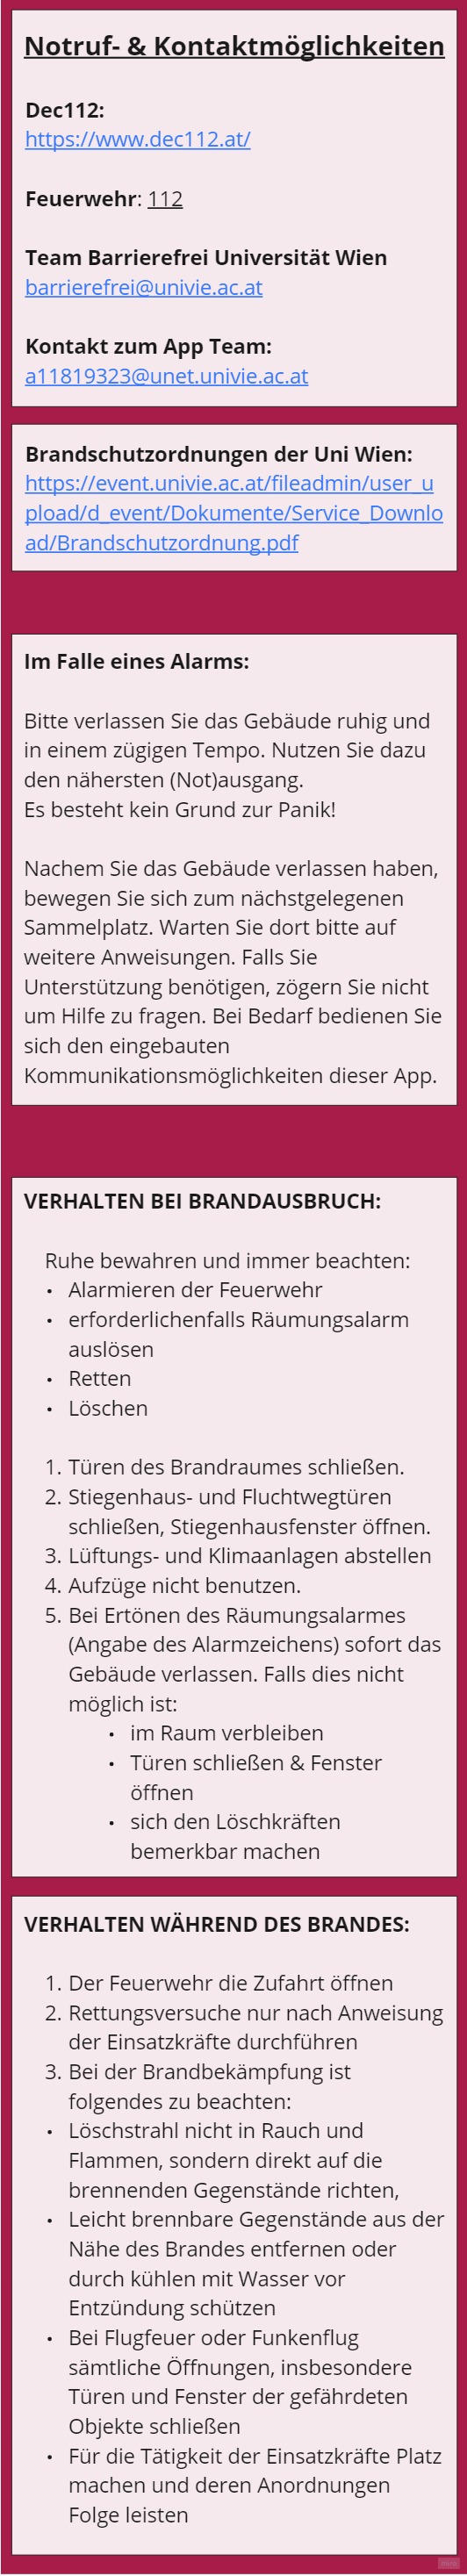 Notruf- & Kontaktmöglichkeiten
Dec112:
https://www.dec112.at/
Feuerwehr: 112
Team Barrierefrei Universität Wien
barrierefrei@univie.ac.at
Kontakt zum App Team:
a11819323@unet.univie.ac.at
Brandschutzordnungen der Uni Wien:
https://event.univie.ac.at/fileadmin/user_u
pload/d_event/Dokumente/Service_Downlo
ad/Brandschutzordnung.pdf
Im Falle eines Alarms:
Bitte verlassen Sie das Gebäude ruhig und
in einem zügigen Tempo. Nutzen Sie dazu
den nähersten (Not)ausgang.
Es besteht kein Grund zur Panik!
Nachem Sie das Gebäude verlassen haben,
bewegen Sie sich zum nächstgelegenen
Sammelplatz. Warten Sie dort bitte auf
weitere Anweisungen. Falls Sie
Unterstützung benötigen, zögern Sie nicht
um Hilfe zu fragen. Bei Bedarf bedienen Sie
sich den eingebauten
Kommunikationsmöglichkeiten dieser App.
VERHALTEN BEI BRANDAUSBRUCH:
Ruhe bewahren und immer beachten:
• Alarmieren der Feuerwehr
• erforderlichenfalls Räumungsalarm
auslösen
• Retten
• Löschen
1. Türen des Brandraumes schließen.
2. Stiegenhaus- und Fluchtwegtüren
schließen, Stiegenhausfenster öffnen.
3. Lüftungs- und Klimaanlagen abstellen
4. Aufzüge nicht benutzen.
5. Bei Ertönen des Räumungsalarmes
(Angabe des Alarmzeichens) sofort das
Gebäude verlassen. Falls dies nicht
möglich ist:
• im Raum verbleiben
• Türen schließen & Fenster
öffnen
• sich den Löschkräften
bemerkbar machen
VERHALTEN WÄHREND DES BRANDES:
1. Der Feuerwehr die Zufahrt öffnen
2. Rettungsversuche nur nach Anweisung
der Einsatzkräfte durchführen
3. Bei der Brandbekämpfung ist
folgendes zu beachten:
• Löschstrahl nicht in Rauch und
Flammen, sondern direkt auf die
brennenden Gegenstände richten,
• Leicht brennbare Gegenstände aus der
Nähe des Brandes entfernen oder
durch kühlen mit Wasser vor
Entzündung schützen
• Bei Flugfeuer oder Funkenflug
sämtliche Öffnungen, insbesondere
Türen und Fenster der gefährdeten
Objekte schließen
• Für die Tätigkeit der Einsatzkräfte Platz
machen und deren Anordnungen
Folge leisten